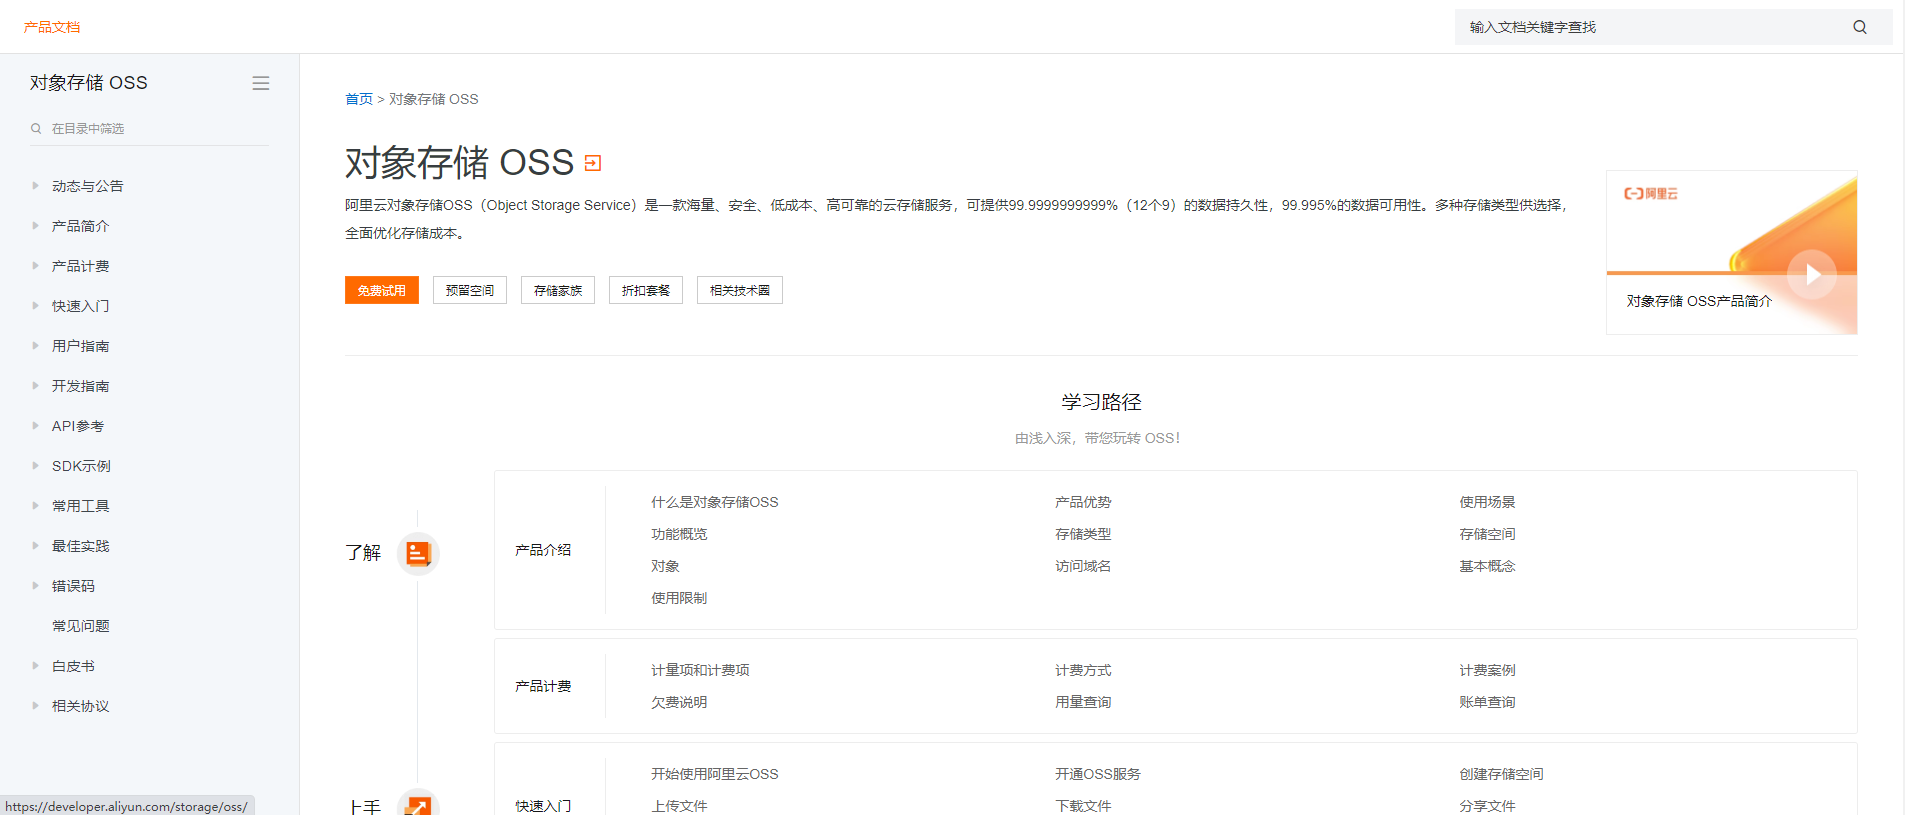 产品文档
输入文档关键字查找
对象存储 OSS
在目录中筛选
动态与公告
产品简介
产品计费
快速入门
用户指南
开发指南
API参考
SDK示例
常用工具
最佳实践
错误码
常见问题
白皮书
相关协议
首页 > 对象存储 OSS
对象存储 OSS
阿里云对象存储OSS（Object Storage Service）是一款海量、安全、低成本、高可靠的云存储服务，可提供99.9999999999%（12个9）的数据持久性，99.995%的数据可用性。多种存储类型供选择，
全面优化存储成本。
免费试用 预留空间 存储家族 折扣套餐 相关技术圈
阿里云
对象存储 OSS产品简介
学习路径
由浅入深，带您玩转 OSS！
了解
产品介绍
什么是对象存储OSS 产品优势 使用场景
功能概览 存储类型 存储空间
对象 访问域名 基本概念
使用限制
产品计费
计量项和计费项 计费方式 计费案例
欠费说明 用量查询 账单查询
上手
快速入门
开始使用阿里云OSS 开通OSS服务 创建存储空间
上传文件 下载文件 分享文件
https://developer.aliyun.com/storage/oss/